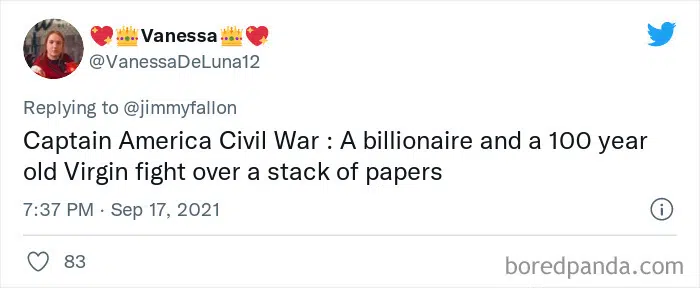 💖👑Vanessa👑💖
@VanessaDeLuna12
Replying to @jimmyfallon
Captain America Civil War : A billionaire and a 100 year
old Virgin fight over a stack of papers
7:37 PM · Sep 17, 2021
83
boredpanda.com